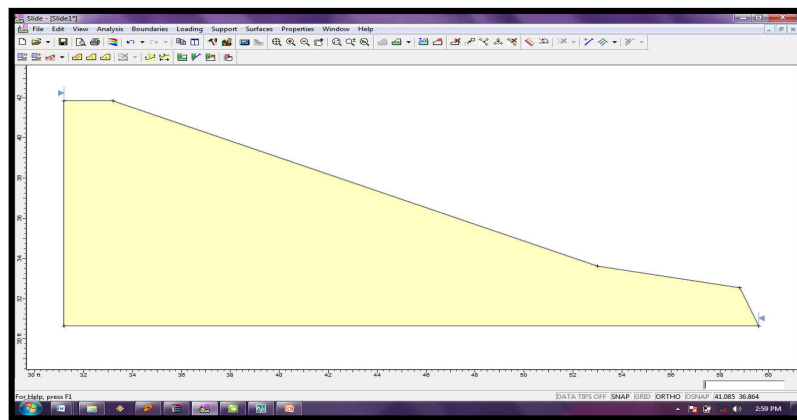 Slide - [Slide1*]
File Edit View Analysis Boundaries Loading Support Surfaces Properties Window Help
42
40
38
36
34
32
30 ft
30 ft 32 34 36 38 40 42 44 46 48 50 52 54 56 58 60
For Help, press F1
DATA TIPS OFF SNAP GRID ORTHO OSNAP 41.085 36.864
2:59 PM